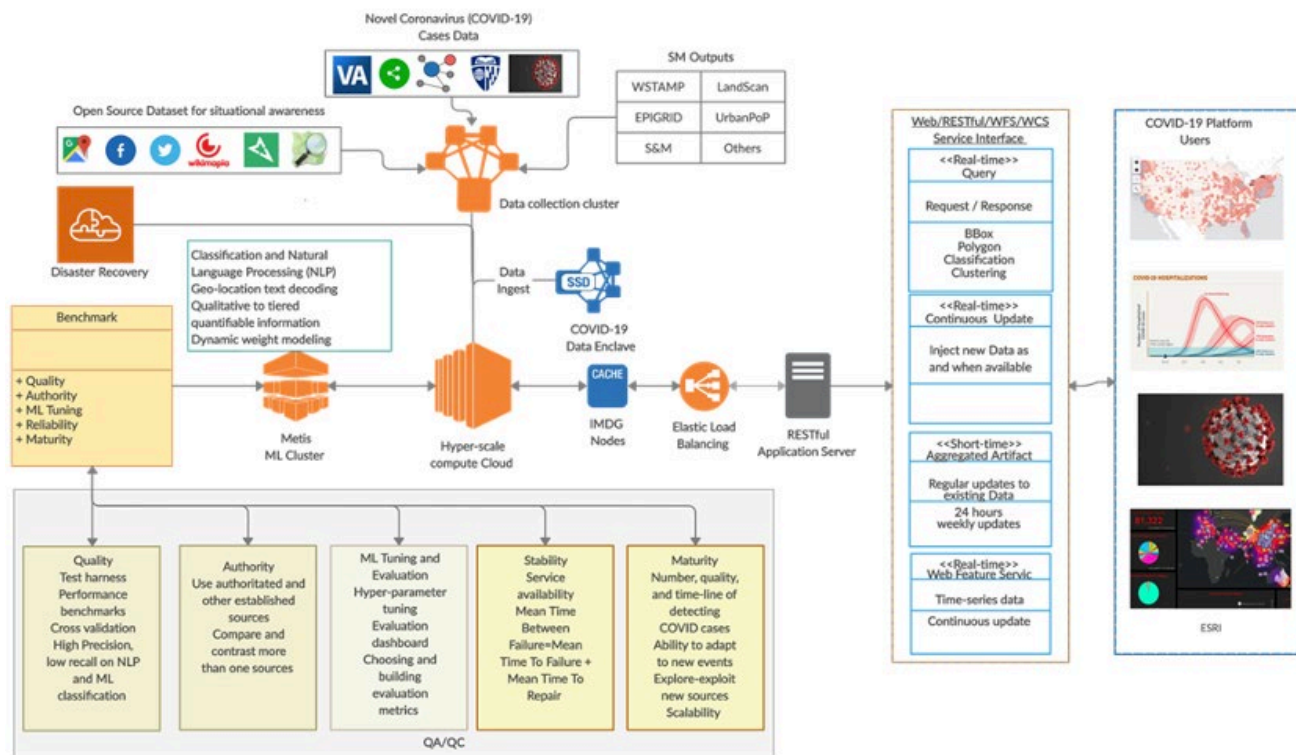 Novel Coronavirus (COVID-19)
Cases Data
VA
SM Outputs
WSTAMP
LandScan
EPIGRID
UrbanPoP
S&M
Others
Open Source Dataset for situational awareness
wikimapia
Data collection cluster
Disaster Recovery
Classification and Natural
Language Processing (NLP)
Geo-location text decoding
Qualitative to tiered
quantifiable information
Dynamic weight modeling
Data
Ingest
SSD
COVID-19
Data Enclave
Benchmark
+ Quality
+ Authority
+ ML Tuning
+ Reliability
+ Maturity
Metis
ML Cluster
Hyper-scale
compute Cloud
CACHE
IMDG
Nodes
Elastic Load
Balancing
RESTful
Application Server
Web/RESTful/WFS/WCS
Service Interface
<<Real-time>>
Query
Request / Response
BBox
Polygon
Classification
Clustering
<<Real-time>>
Continuous Update
Inject new Data as
and when available
<<Short-time>>
Aggregated Artifact
Regular updates to
existing Data
24 hours
weekly updates
<<Real-time>>
Web Feature Servic
Time-series data
Continuous update
COVID-19 Platform
Users
COVID-19 HOSPITALIZATIONS
81,322
ESRI
Quality
Test harness
Performance
benchmarks
Cross validation
High Precision,
low recall on NLP
and ML
classification
Authority
Use authoritated and
other established
sources
Compare and
contrast more
than one sources
ML Tuning and
Evaluation
Hyper-parameter
tuning
Evaluation
dashboard
Choosing and
building
evaluation
metrics
Stability
Service
availability
Mean Time
Between
Failure=Mean
Time To Failure +
Mean Time To
Repair
Maturity
Number, quality,
and time-line of
detecting
COVID cases
Ability to adapt
to new events
Explore-exploit
new sources
Scalability
QA/QC